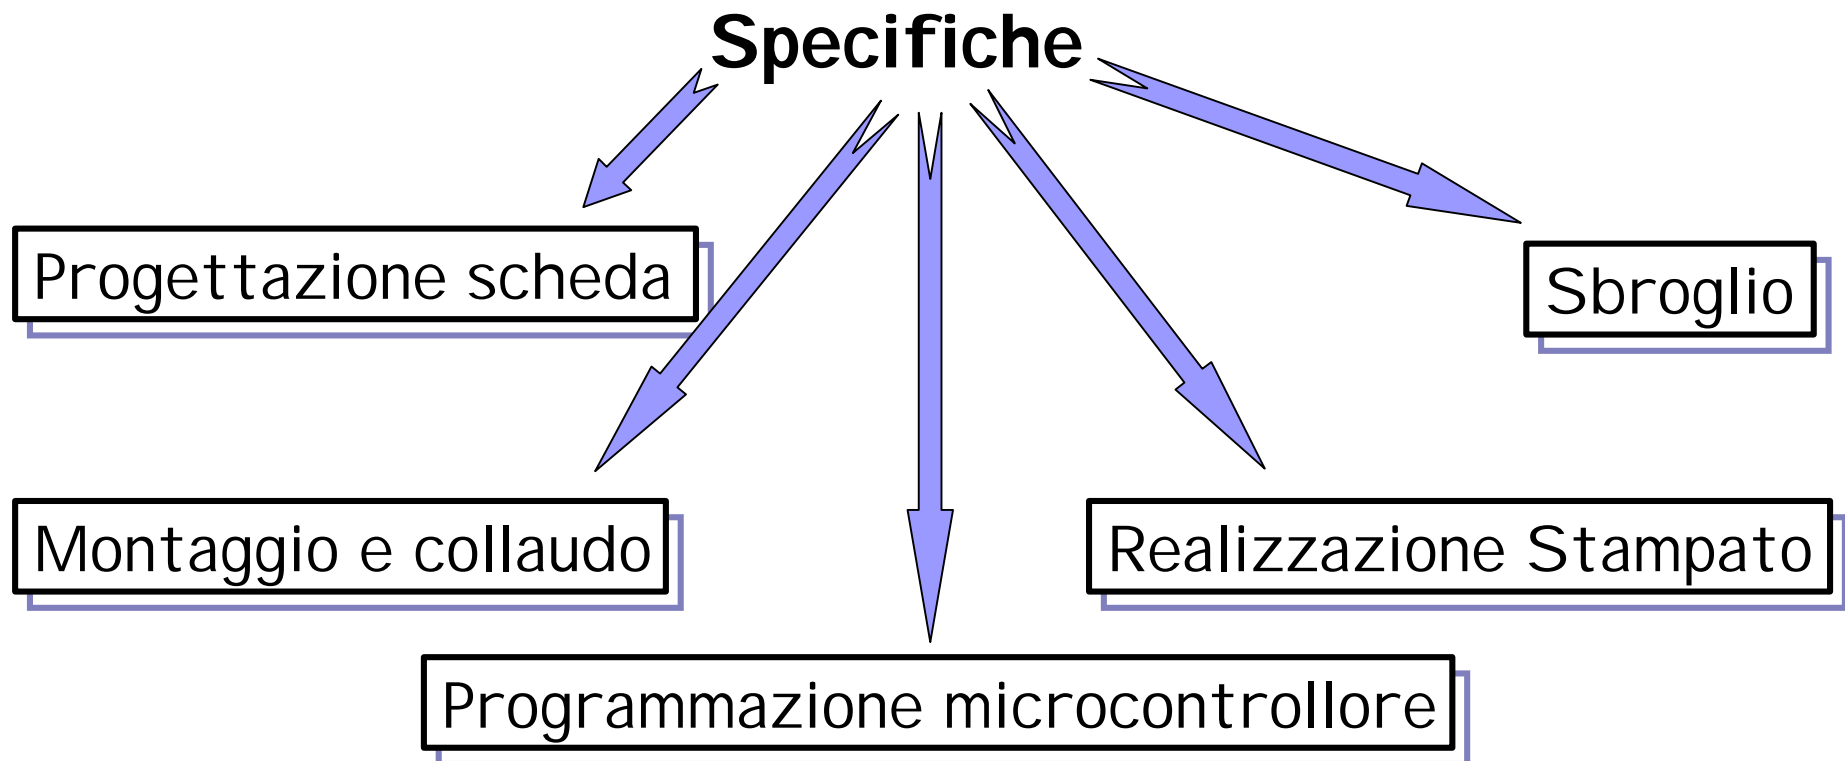 Specifiche
Progettazione scheda
Sbroglio
Montaggio e collaudo
Realizzazione Stampato
Programmazione microcontrollore